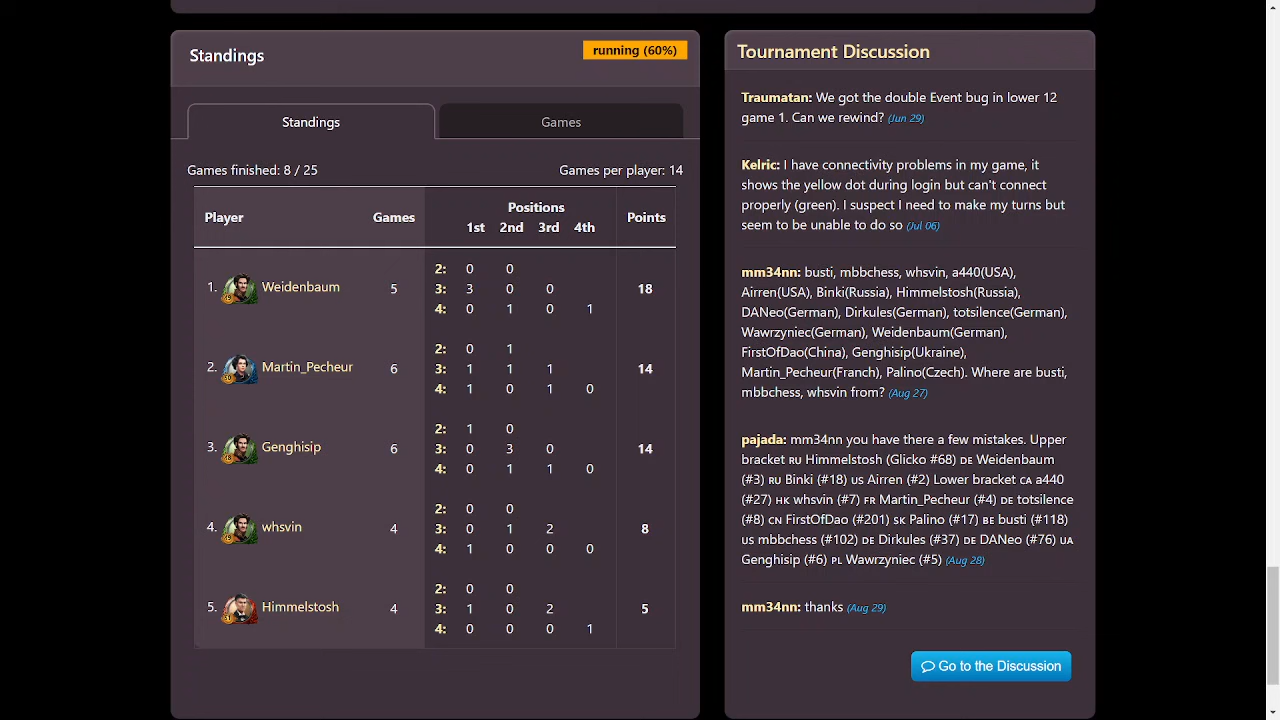 Standings
running (60%)
Standings
Games
Games finished: 8 / 25
Games per player: 14
Player Games Positions Points
1st 2nd 3rd 4th
1. Weidenbaum 5 18
2: 0 0
3: 3 0 0
4: 0 1 0 1
2. Martin_Pecheur 6 14
2: 0 1
3: 1 1 1
4: 1 0 1 0
3. Genghisip 6 14
2: 1 0
3: 0 3 0
4: 0 1 1 0
4. whsvin 4 8
2: 0 0
3: 0 1 2
4: 1 0 0 0
5. Himmelstosh 4 5
2: 0 0
3: 1 0 2
4: 0 0 0 1
Tournament Discussion
Traumatan: We got the double Event bug in lower 12
game 1. Can we rewind? (Jun 29)
Kelric: I have connectivity problems in my game, it
shows the yellow dot during login but can't connect
properly (green). I suspect I need to make my turns but
seem to be unable to do so (Jul 06)
mm34nn: busti, mbbchess, whsvin, a440(USA),
Airren(USA), Binki(Russia), Himmelstosh(Russia),
DANeo(German), Dirkules(German), totsilence(German),
Wawrzyniec(German), Weidenbaum(German),
FirstOfDao(China), Genghisip(Ukraine),
Martin_Pecheur(Franch), Palino(Czech). Where are busti,
mbbchess, whsvin from? (Aug 27)
pajada: mm34nn you have there a few mistakes. Upper
bracket RU Himmelstosh (Glicko #68) DE Weidenbaum
(#3) RU Binki (#18) US Airren (#2) Lower bracket CA a440
(#27) HK whsvin (#7) FR Martin_Pecheur (#4) DE totsilence
(#8) CN FirstOfDao (#201) SK Palino (#17) BE busti (#118)
US mbbchess (#102) DE Dirkules (#37) DE DANeo (#76) UA
Genghisip (#6) PL Wawrzyniec (#5) (Aug 28)
mm34nn: thanks (Aug 29)
Go to the Discussion